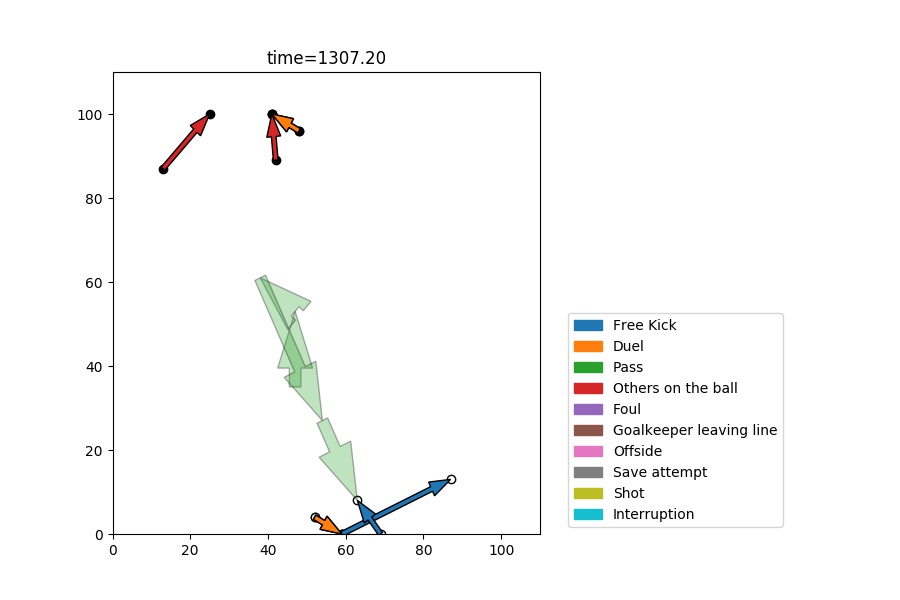 time=1307.20
100
80
60
40
20
0
0 20 40 60 80 100
Free Kick
Duel
Pass
Others on the ball
Foul
Goalkeeper leaving line
Offside
Save attempt
Shot
Interruption